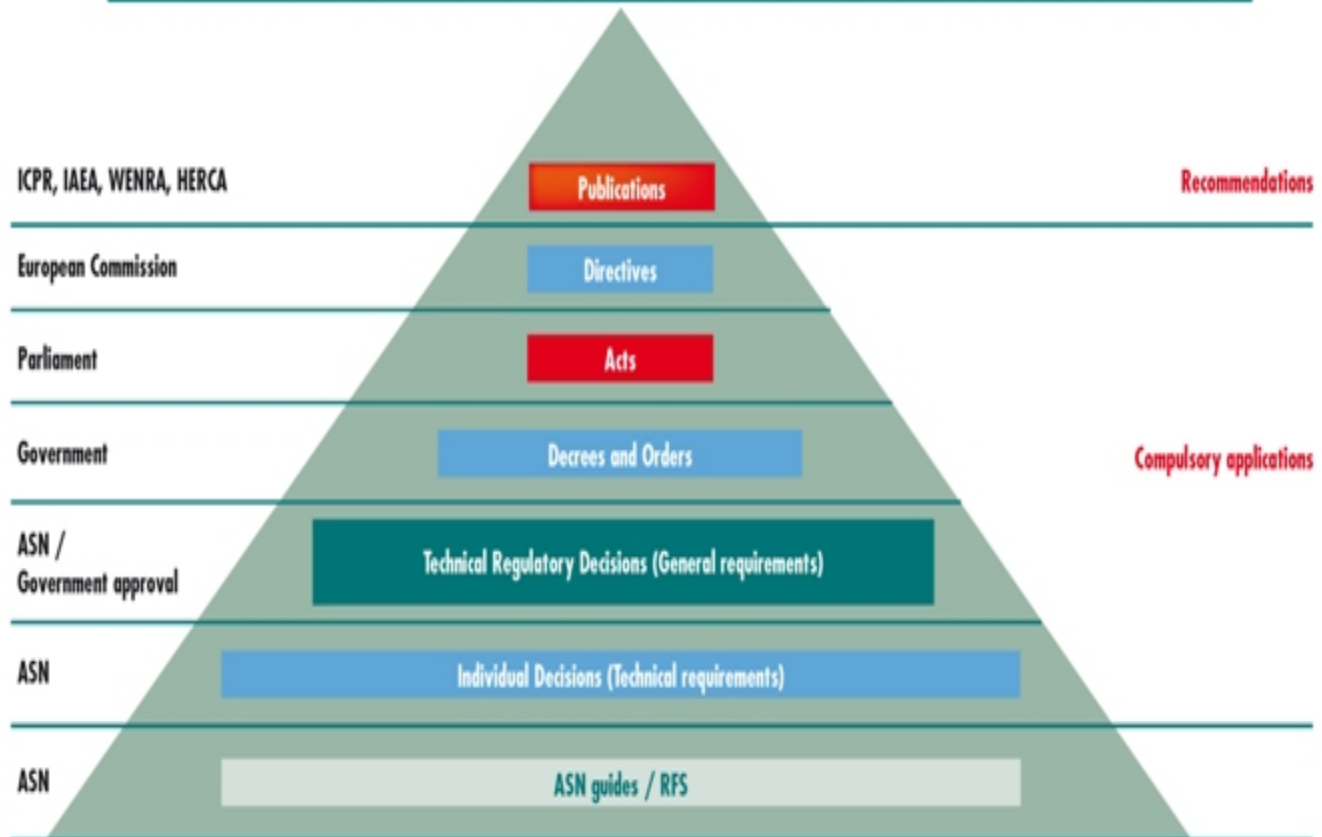 ICPR, IAEA, WENRA, HERCA
Publications
Recommendations
European Commission
Directives
Parliament
Acts
Government
Decrees and Orders
Compulsory applications
ASN /
Government approval
Technical Regulatory Decisions (General requirements)
ASN
Individual Decisions (Technical requirements)
ASN
ASN guides / RFS